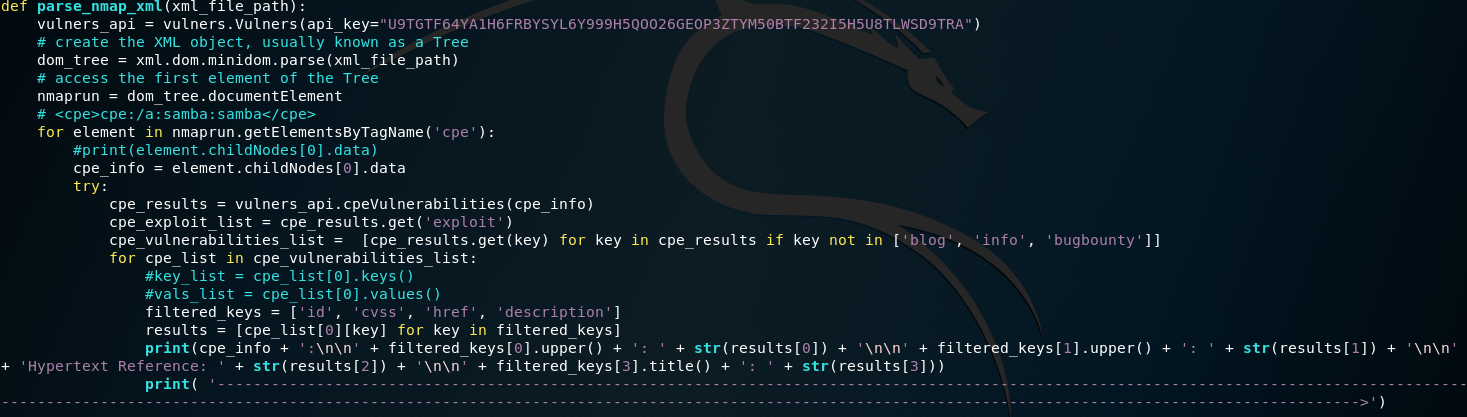 def parse_nmap_xml(xml_file_path):
    vulners_api = vulners.Vulners(api_key="U9TGTF64YA1H6FRBYSYL6Y999H5QOO26GEOP3ZTYM50BTF232I5H5U8TLWSD9TRA")
    # create the XML object, usually known as a Tree
    dom_tree = xml.dom.minidom.parse(xml_file_path)
    # access the first element of the Tree
    nmaprun = dom_tree.documentElement
    # <cpe>cpe:/a:samba:samba</cpe>
    for element in nmaprun.getElementsByTagName('cpe'):
        #print(element.childNodes[0].data)
        cpe_info = element.childNodes[0].data
        try:
            cpe_results = vulners_api.cpeVulnerabilities(cpe_info)
            cpe_exploit_list = cpe_results.get('exploit')
            cpe_vulnerabilities_list =  [cpe_results.get(key) for key in cpe_results if key not in ['blog', 'info', 'bugbounty']]
            for cpe_list in cpe_vulnerabilities_list:
                #key_list = cpe_list[0].keys()
                #vals_list = cpe_list[0].values()
                filtered_keys = ['id', 'cvss', 'href', 'description']
                results = [cpe_list[0][key] for key in filtered_keys]
                print(cpe_info + ':\n\n' + filtered_keys[0].upper() + ': ' + str(results[0]) + '\n\n' + filtered_keys[1].upper() + ': ' + str(results[1]) + '\n\n'
+ 'Hypertext Reference: ' + str(results[2]) + '\n\n' + filtered_keys[3].title() + ': ' + str(results[3]))
                print( '-------------------------------------------------------------------------------------------------------------------------------------------
------------------------------------------------------------------------------------------------------------------------------------------------------->')